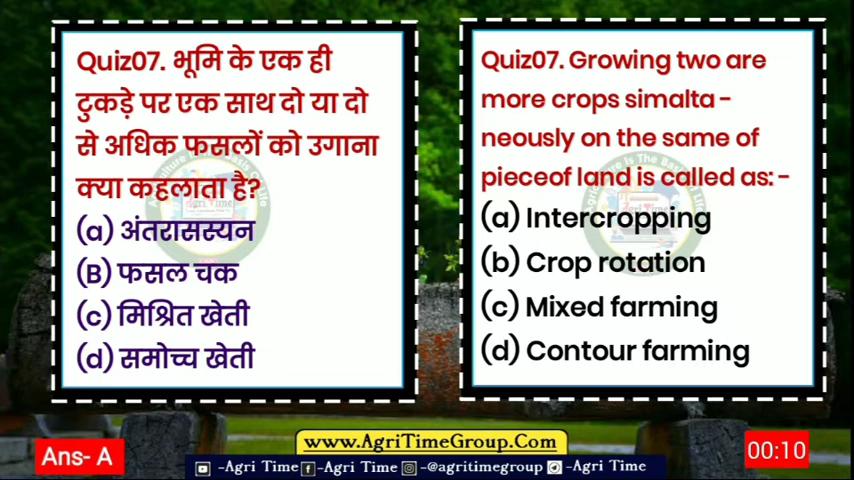 Quiz07. भूमि के एक ही
टुकड़े पर एक साथ दो या दो
से अधिक फसलों को उगाना
क्या कहलाता है?
(a) अंतरासस्यन
(B) फसल चक
(c) मिश्रित खेती
(d) समोच्च खेती
Quiz07. Growing two are
more crops simalta -
neously on the same of
pieceof land is called as: -
(a) Intercropping
(b) Crop rotation
(c) Mixed farming
(d) Contour farming
Ans- A
www.AgriTimeGroup.Com
-Agri Time -Agri Time -@agritimegroup -Agri Time
00:10